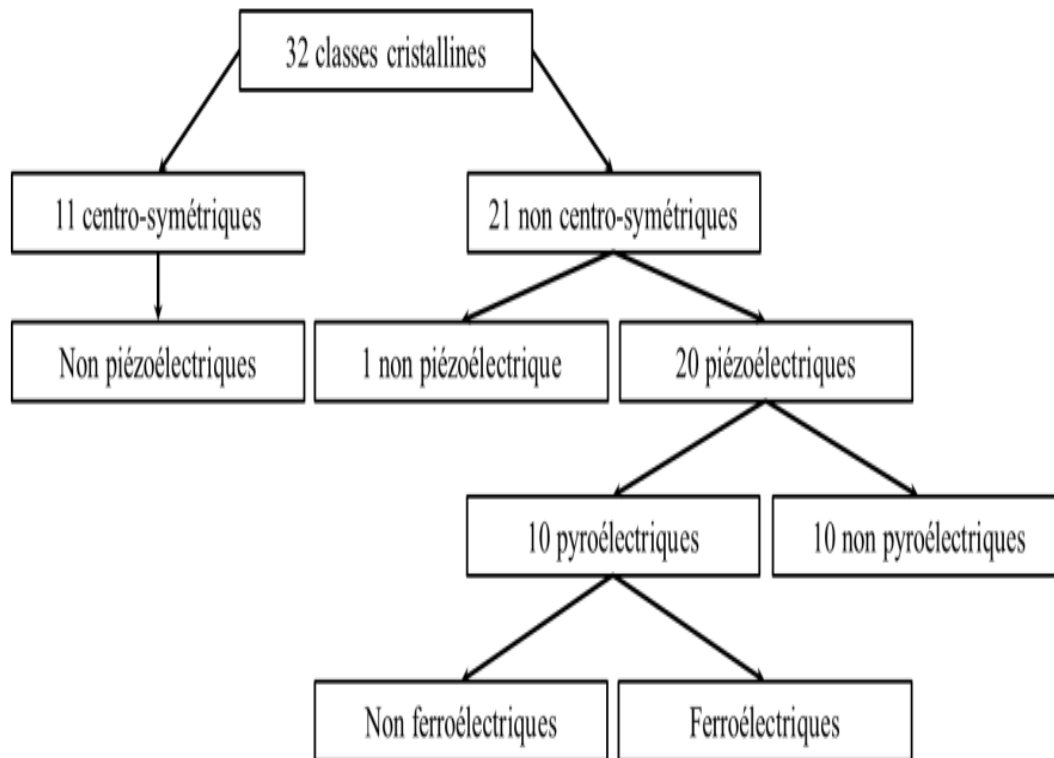 32 classes cristallines
11 centro-symétriques
21 non centro-symétriques
Non piézoélectriques
1 non piézoélectrique
20 piézoélectriques
10 pyroélectriques
10 non pyroélectriques
Non ferroélectriques
Ferroélectriques